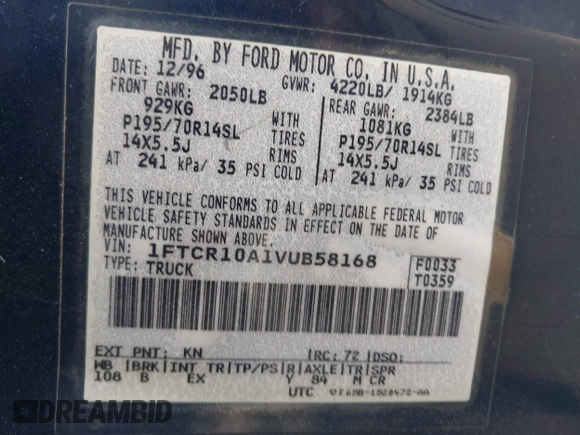 MFD. BY FORD MOTOR CO. IN U.S.A.
DATE: 12/96 GVWR: 4220LB/ 1914KG
FRONT GAWR: 2050LB REAR GAWR: 2384LB
929KG WITH 1081KG WITH
P195/70R14SL TIRES P195/70R14SL TIRES
14X5.5J RIMS 14X5.5J RIMS
AT 241 kPa/ 35 PSI COLD AT 241 kPa/ 35 PSI COLD
THIS VEHICLE CONFORMS TO ALL APPLICABLE FEDERAL MOTOR
VEHICLE SAFETY STANDARDS IN EFFECT ON THE DATE OF
MANUFACTURE SHOWN ABOVE.
VIN: 1FTCR10A1VUB58168 F0033
TYPE: TRUCK T0359
EXT PNT: KN RC: 72 DSO:
WB BRK INT TR TP/PS R AXLE TR SPR
108 B EX Y 84 M CR
UTC
DREAMBID